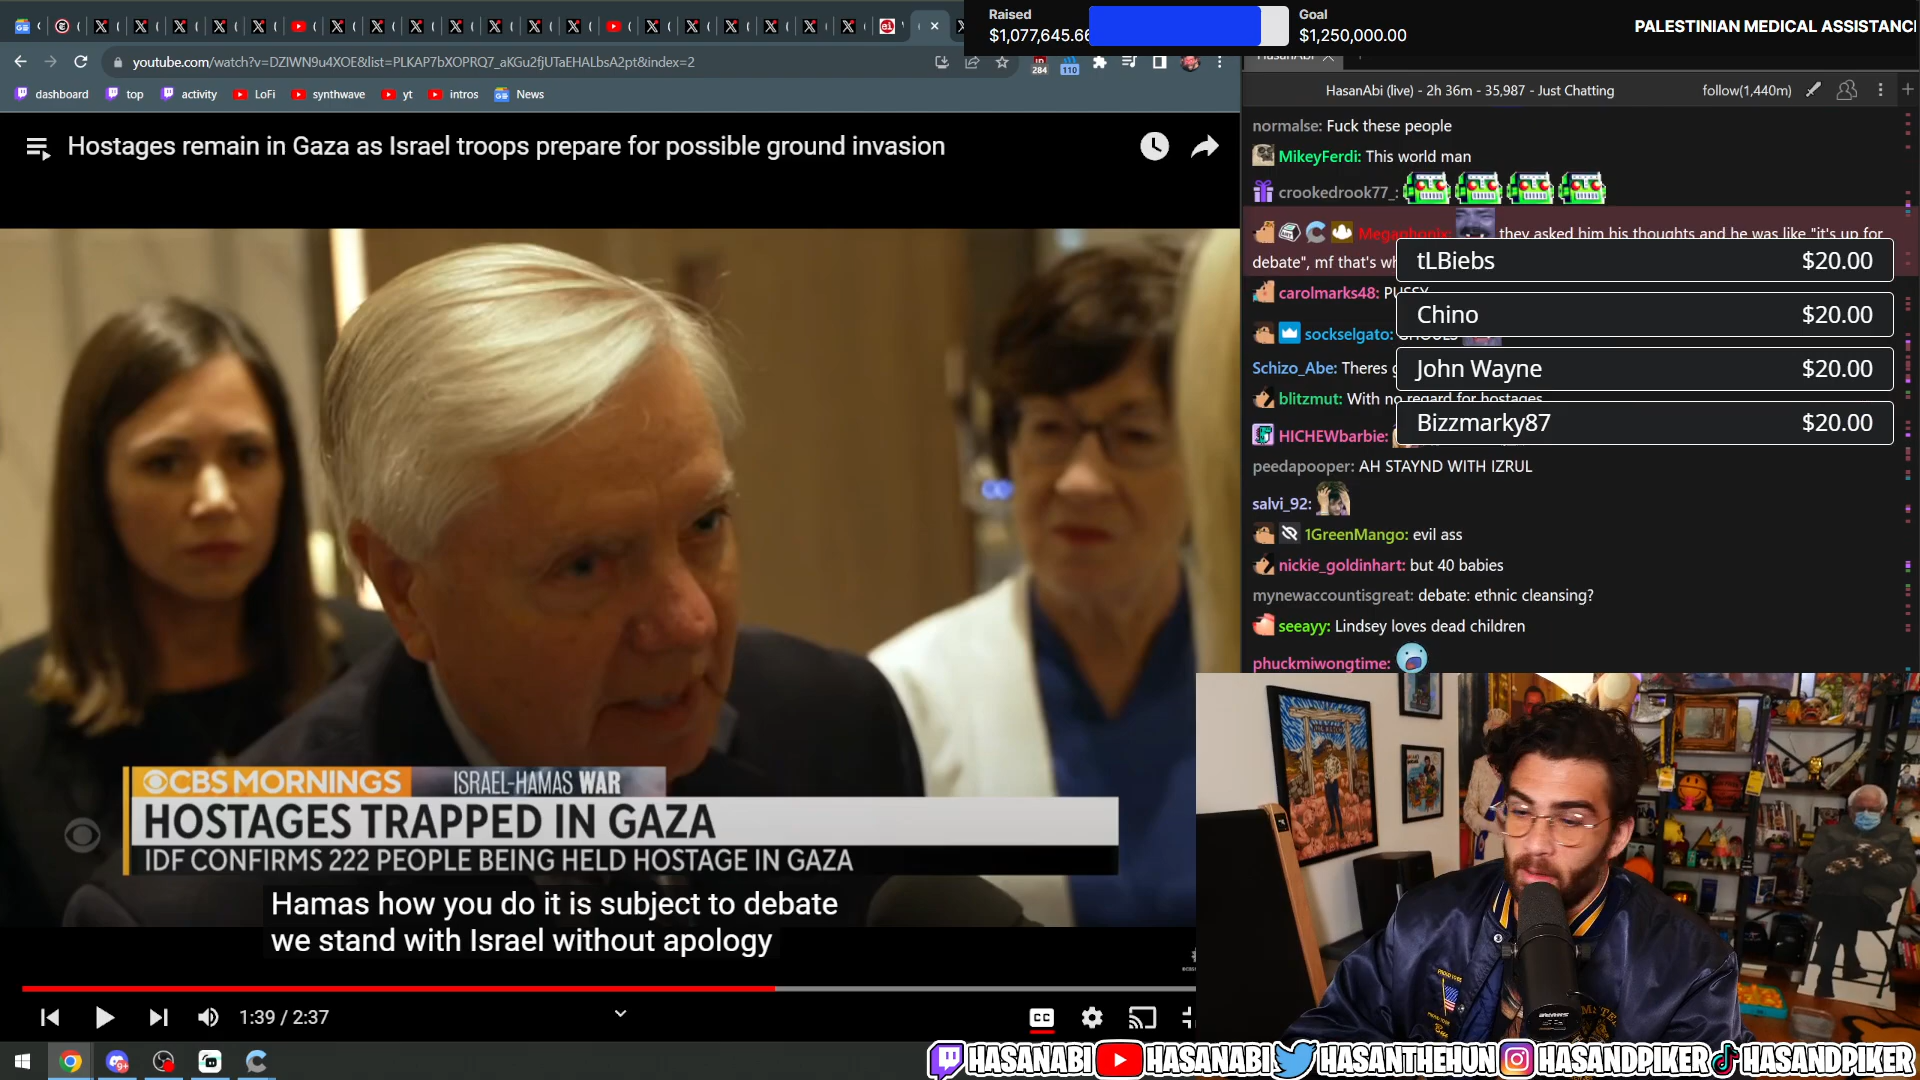 Raised
$1,077,645.6
Goal
$1,250,000.00
PALESTINIAN MEDICAL ASSISTANC
youtube.com/watch?v=DZIWN9u4XOE&list=PLKAP7bXOPRQ7_aKGu2fjUTaEHALbsA2pt&index=2
284
110
dashboard
top
activity
LoFi
synthwave
yt
intros
News
HasanAbi
HasanAbi (live) - 2h 36m - 35,987 - Just Chatting
follow(1,440m)
Hostages remain in Gaza as Israel troops prepare for possible ground invasion
normalse: Fuck these people
MikeyFerdi: This world man
crookedrook77_:
Megaphonix: they asked him his thoughts and he was like "it's up for
debate", mf that's
carolmarks48: PUSSY
sockselgato: GHOULS
Schizo_Abe: Theres
blitzmut: With no regard for hostages
HICHEWbarbie:
peedapooper: AH STAYND WITH IZRUL
salvi_92:
1GreenMango: evil ass
nickie_goldinhart: but 40 babies
mynewaccountisgreat: debate: ethnic cleansing?
seeayy: Lindsey loves dead children
phuckmiwongtime:
tLBiebs $20.00
Chino $20.00
John Wayne $20.00
Bizzmarky87 $20.00
CBS MORNINGS
ISRAEL-HAMAS WAR
HOSTAGES TRAPPED IN GAZA
IDF CONFIRMS 222 PEOPLE BEING HELD HOSTAGE IN GAZA
Hamas how you do it is subject to debate
we stand with Israel without apology
1:39 / 2:37
CC
HASANABI
HASANABI
HASANTHEHUN
HASANDPIKER
HASANDPIKER